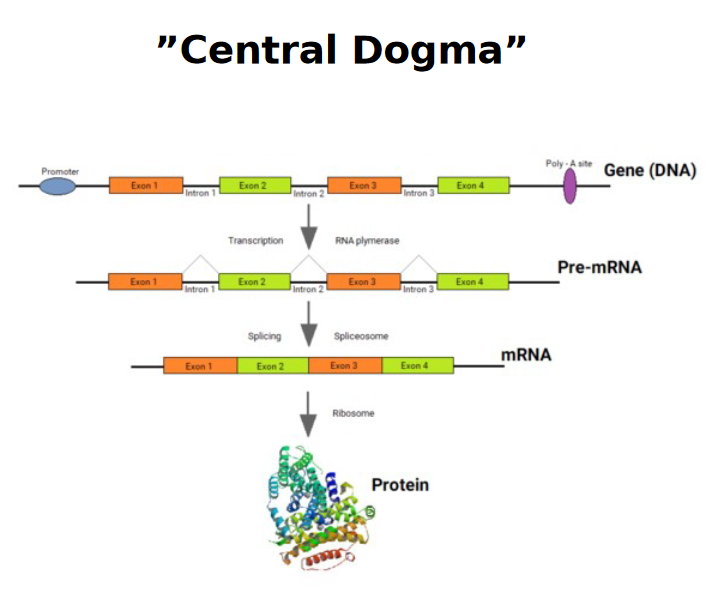 ”Central Dogma”
Promoter
Poly - A site
Gene (DNA)
Exon 1
Intron 1
Exon 2
Intron 2
Exon 3
Intron 3
Exon 4
Transcription
RNA plymerase
Pre-mRNA
Exon 1
Intron 1
Exon 2
Intron 2
Exon 3
Intron 3
Exon 4
Splicing
Spliceosome
mRNA
Exon 1
Exon 2
Exon 3
Exon 4
Ribosome
Protein